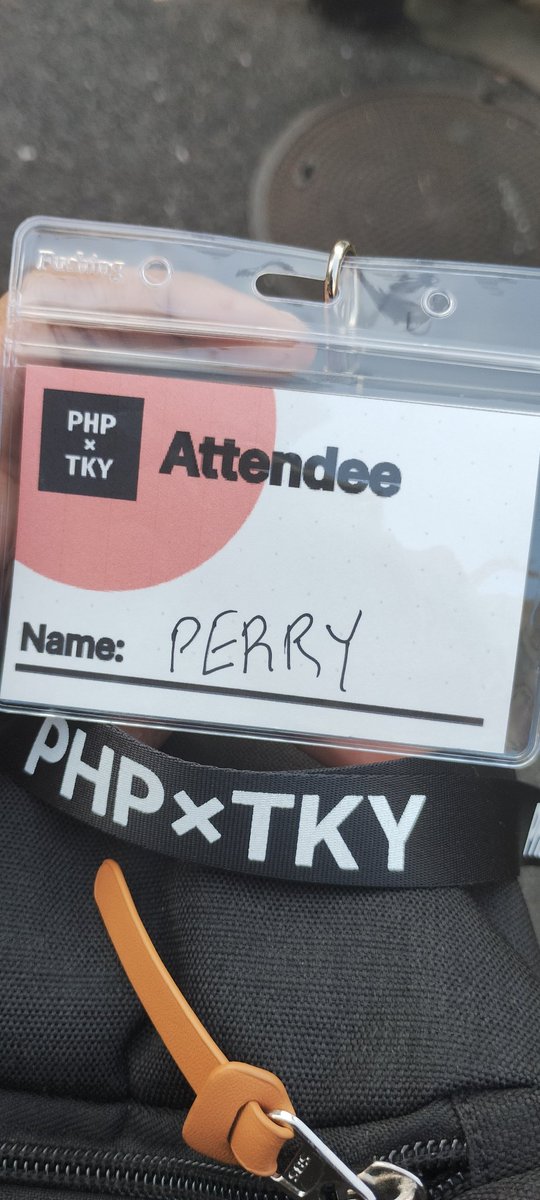 PHP
×
TKY
Attendee
Name: PERRY
PHP×TKY